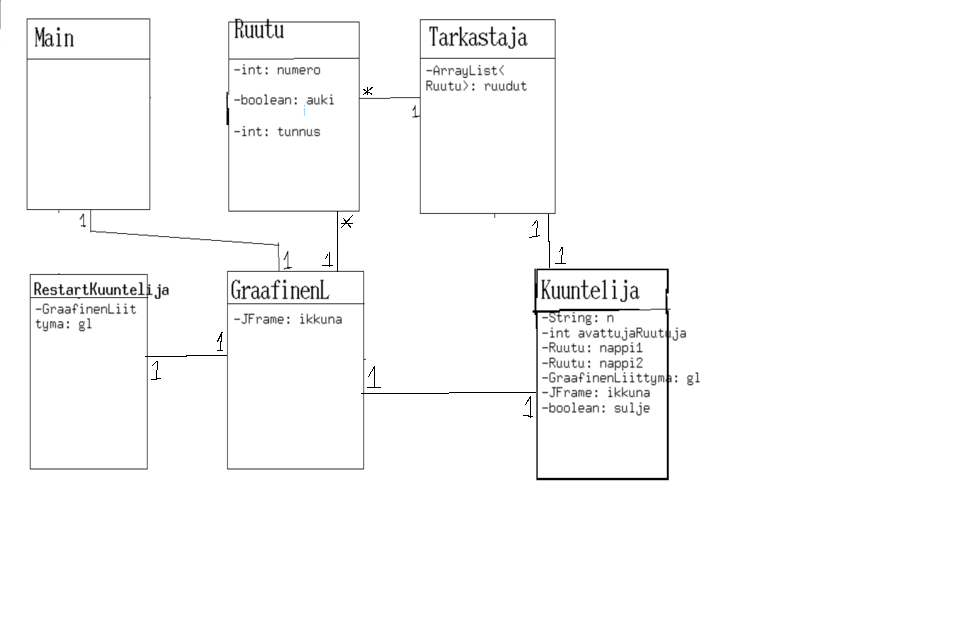 Main
Ruutu
-int: numero
-boolean: auki
-int: tunnus
Tarkastaja
-ArrayList<
Ruutu>: ruudut
*
1
1
*
1
1
1
1
RestartKuuntelija
-GraafinenLiit
tyma: gl
GraafinenL
-JFrame: ikkuna
Kuuntelija
-String: n
-int avattujaRuutuja
-Ruutu: nappi1
-Ruutu: nappi2
-GraafinenLiittyma: gl
-JFrame: ikkuna
-boolean: sulje
1
1
1
1